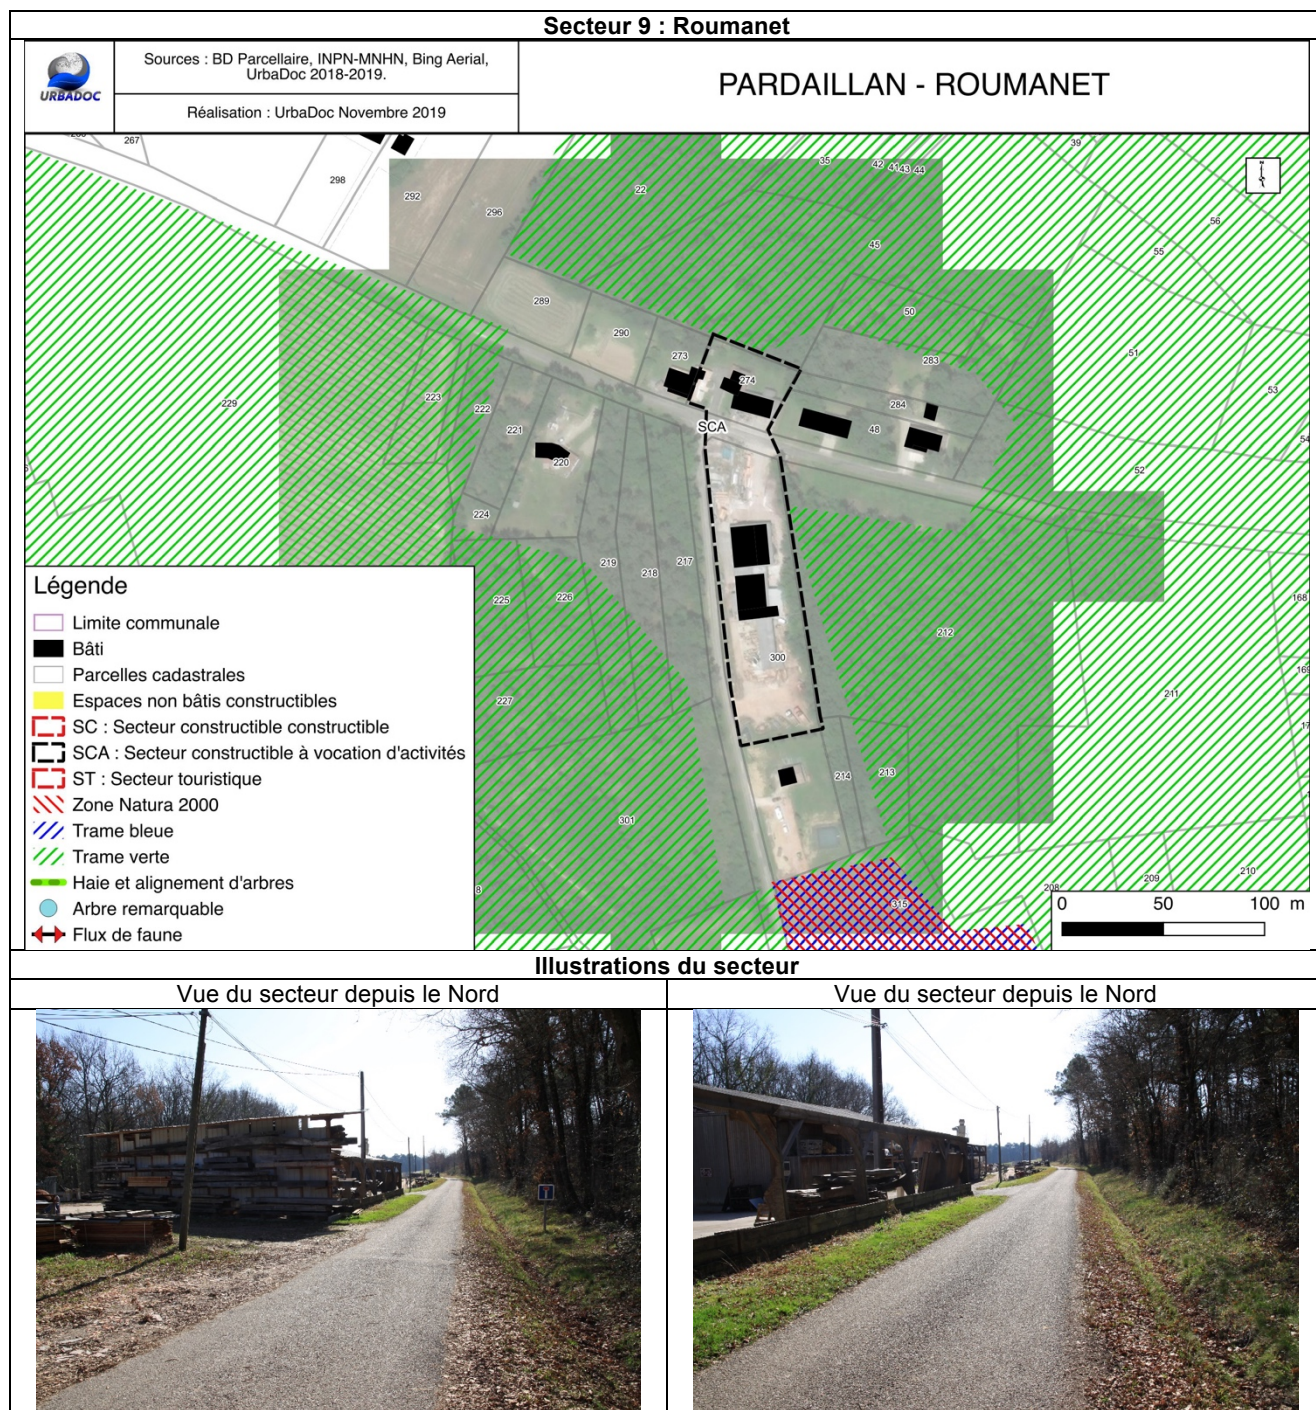 Secteur 9 : Roumanet
URBADOC
Sources : BD Parcellaire, INPN-MNHN, Bing Aerial,
UrbaDoc 2018-2019.
Réalisation : UrbaDoc Novembre 2019
PARDAILLAN - ROUMANET
267
298
292
296
22
35
42
41
43
44
39
56
55
45
50
51
53
54
52
289
290
273
274
283
284
48
229
223
222
221
220
224
SCA
219
218
217
225
226
227
300
212
211
168
169
17
214
213
301
8
315
208
209
210
Légende
Limite communale
Bâti
Parcelles cadastrales
Espaces non bâtis constructibles
SC : Secteur constructible constructible
SCA : Secteur constructible à vocation d'activités
ST : Secteur touristique
Zone Natura 2000
Trame bleue
Trame verte
Haie et alignement d'arbres
Arbre remarquable
Flux de faune
0 50 100 m
Illustrations du secteur
Vue du secteur depuis le Nord
Vue du secteur depuis le Nord